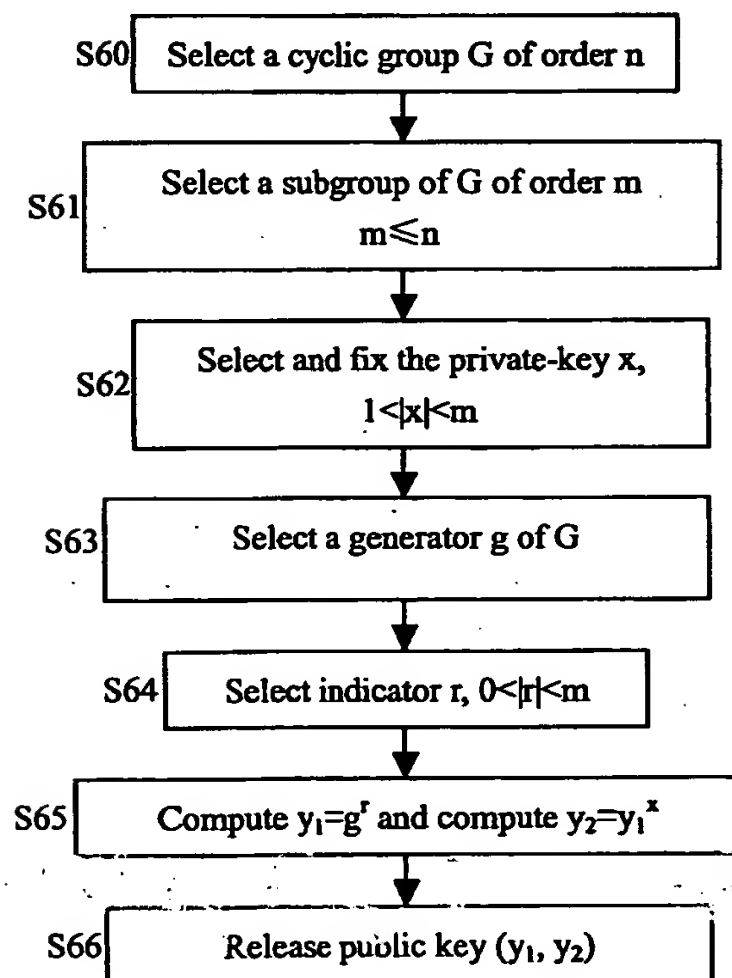 S60 Select a cyclic group G of order n
Select a subgroup of G of order m
S61
m≤n
Select and fix the private-key x,
S62
1<|x|<m
S63 Select a generator g of G
S64 Select indicator r, 0<|r|<m
S65 Compute y₁=gʳ and compute y₂=y₁ˣ
S66 Release public key (y₁, y₂)